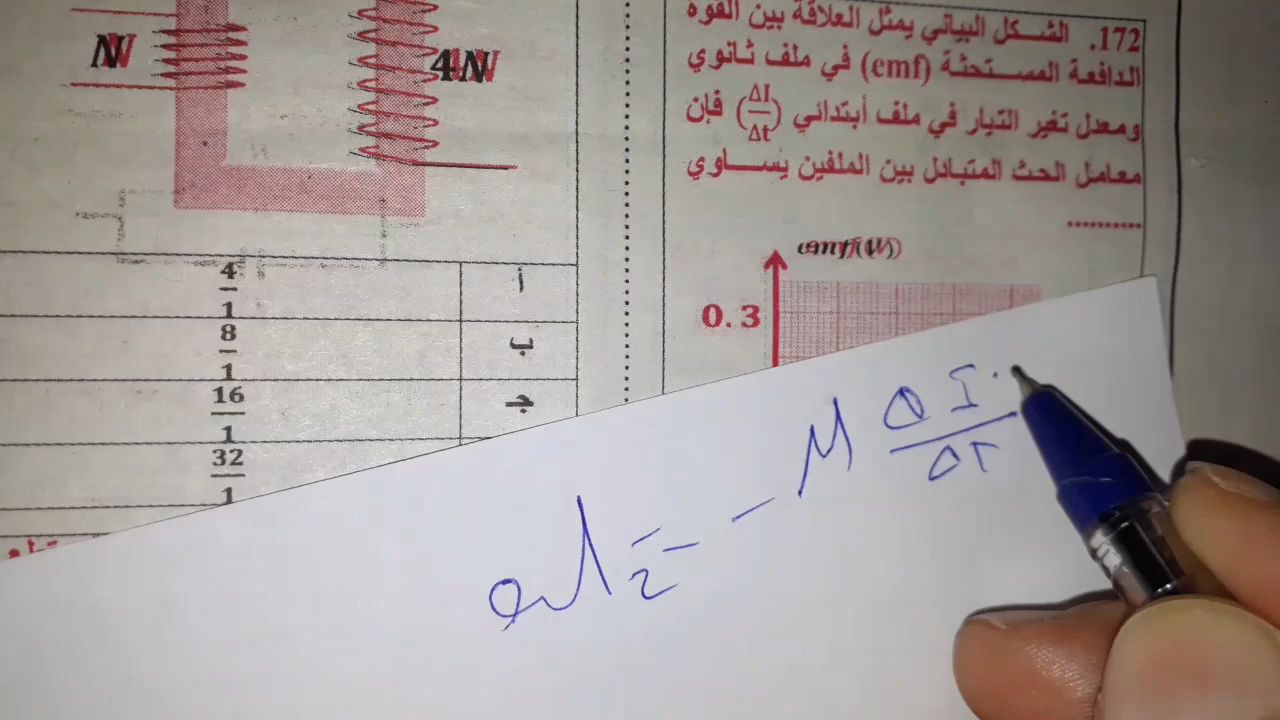 172. الشكل البياني يمثل العلاقة بين القوه
الدافعة المستحثة (emf) في ملف ثانوي
ومعدل تغير التيار في ملف أبتدائي (ΔI/Δt) فإن
معامل الحث المتبادل بين الملفين يساوي
..........
emf(V)
0.3
N
4N
أ 4/1
ب 8/1
جـ 16/1
32/1
emf₂ = - M ΔI/Δt